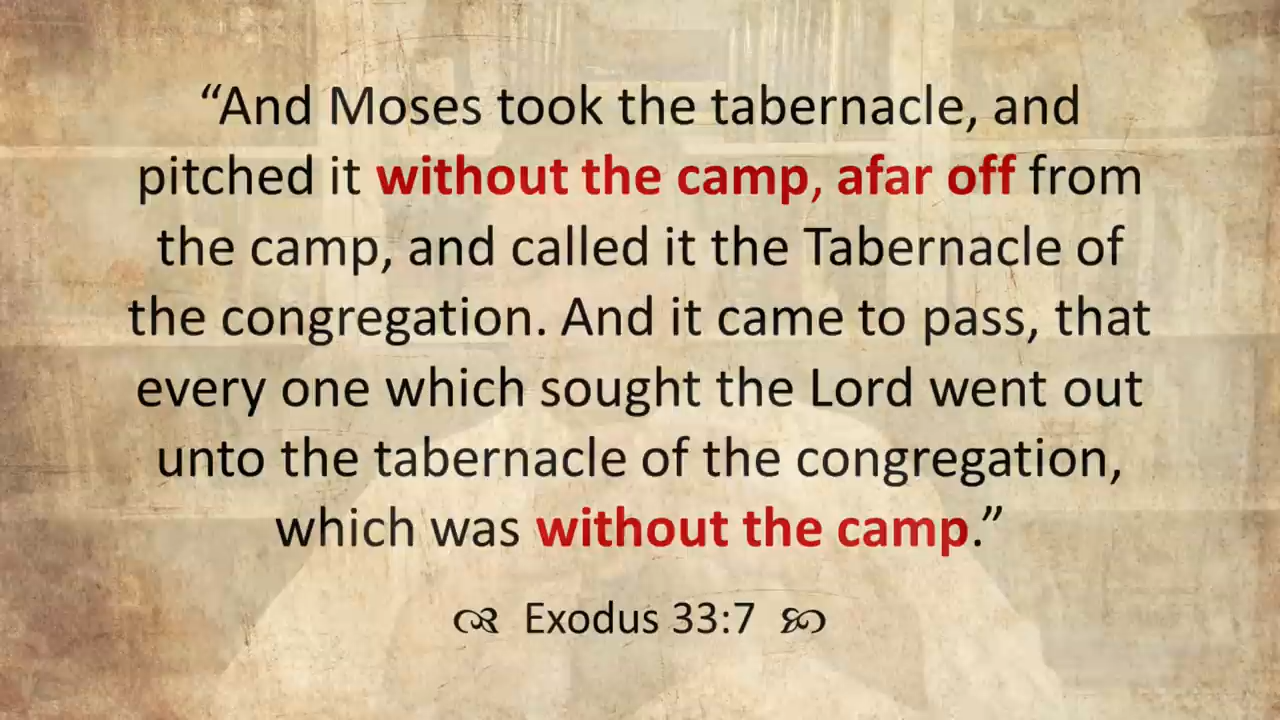 “And Moses took the tabernacle, and
pitched it without the camp, afar off from
the camp, and called it the Tabernacle of
the congregation. And it came to pass, that
every one which sought the Lord went out
unto the tabernacle of the congregation,
which was without the camp.”
Exodus 33:7